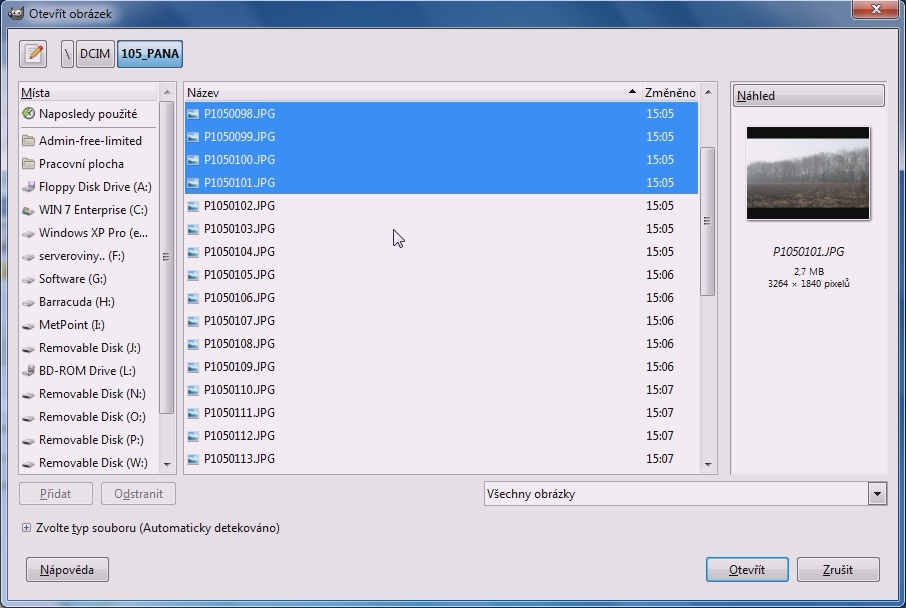 Otevřít obrázek
\ DCIM 105_PANA
Místa
Naposledy použité
Admin-free-limited
Pracovní plocha
Floppy Disk Drive (A:)
WIN 7 Enterprise (C:)
Windows XP Pro (e...
serveroviny.. (F:)
Software (G:)
Barracuda (H:)
MetPoint (I:)
Removable Disk (J:)
BD-ROM Drive (L:)
Removable Disk (N:)
Removable Disk (O:)
Removable Disk (P:)
Removable Disk (W:)
Název Změněno
P1050098.JPG 15:05
P1050099.JPG 15:05
P1050100.JPG 15:05
P1050101.JPG 15:05
P1050102.JPG 15:05
P1050103.JPG 15:05
P1050104.JPG 15:05
P1050105.JPG 15:06
P1050106.JPG 15:06
P1050107.JPG 15:06
P1050108.JPG 15:06
P1050109.JPG 15:06
P1050110.JPG 15:07
P1050111.JPG 15:07
P1050112.JPG 15:07
P1050113.JPG 15:07
Náhled
P1050101.JPG
2,7 MB
3264 × 1840 pixelů
Přidat Odstranit Všechny obrázky
Zvolte typ souboru (Automaticky detekováno)
Nápověda Otevřít Zrušit